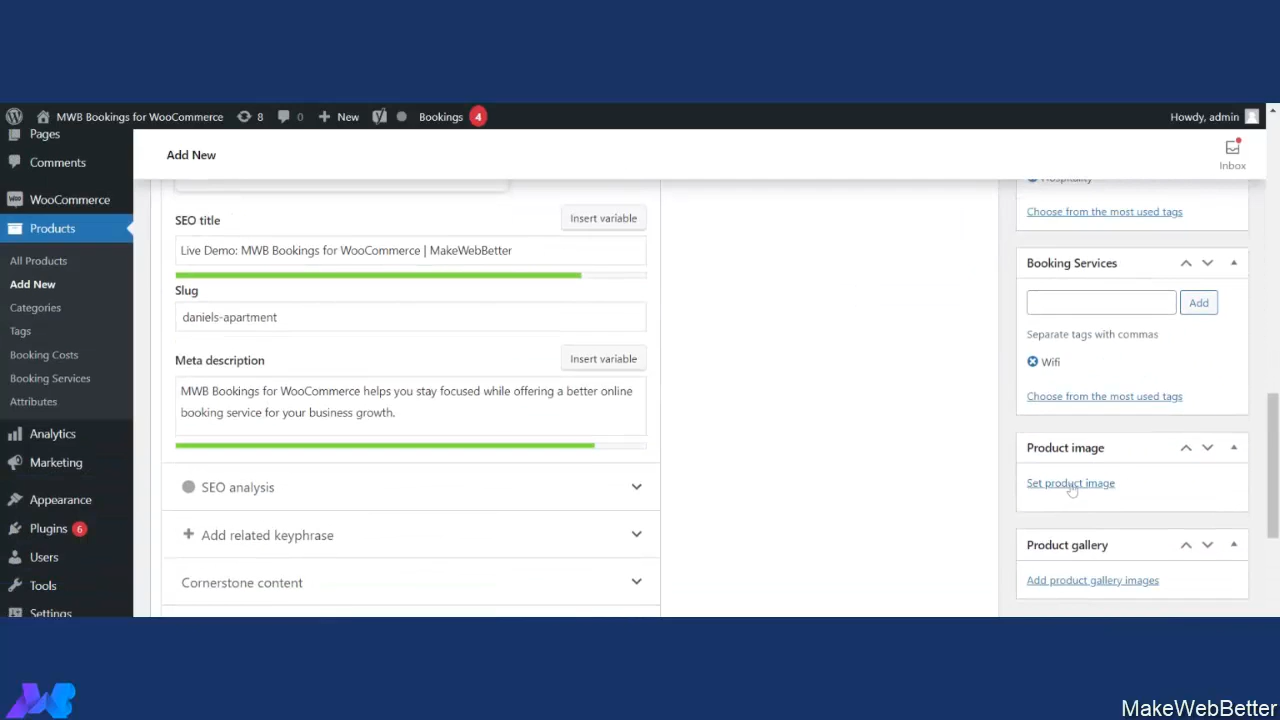 MWB Bookings for WooCommerce 8 0 New Bookings 4 Howdy, admin
Pages
Comments
WooCommerce
Products
All Products
Add New
Categories
Tags
Booking Costs
Booking Services
Attributes
Analytics
Marketing
Appearance
Plugins 6
Users
Tools
Settings
Add New
Inbox
SEO title
Insert variable
Live Demo: MWB Bookings for WooCommerce | MakeWebBetter
Slug
daniels-apartment
Meta description
Insert variable
MWB Bookings for WooCommerce helps you stay focused while offering a better online
booking service for your business growth.
SEO analysis
Add related keyphrase
Cornerstone content
Hospitality
Choose from the most used tags
Booking Services
Add
Separate tags with commas
Wifi
Choose from the most used tags
Product image
Set product image
Product gallery
Add product gallery images
MakeWebBetter